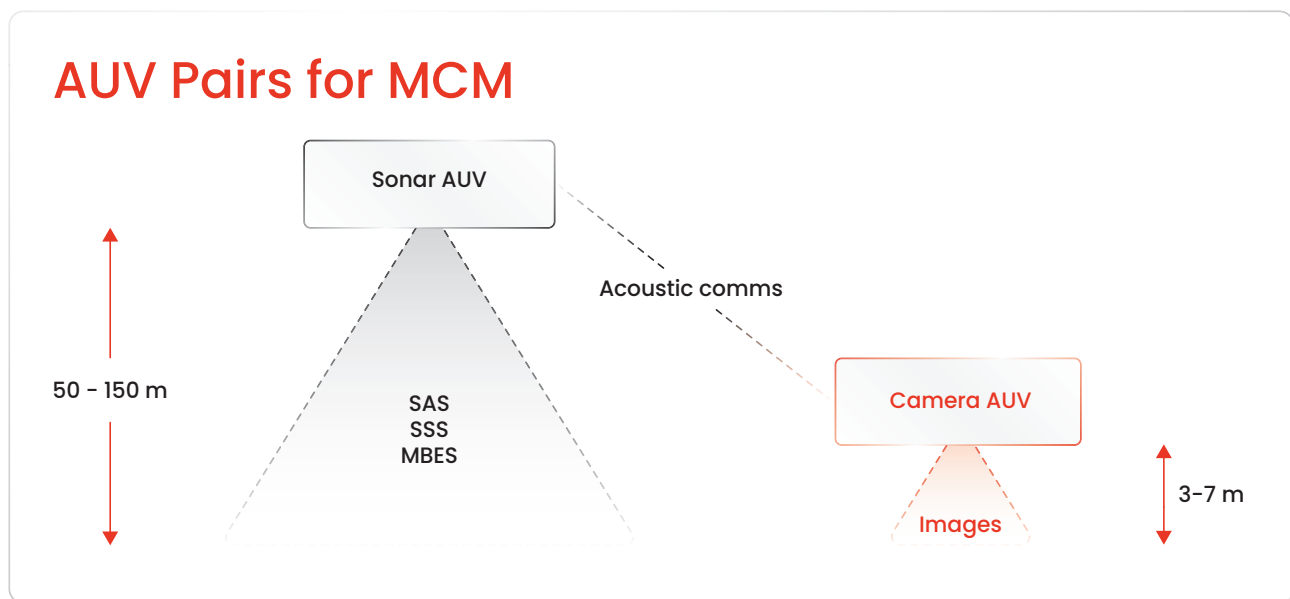 AUV Pairs for MCM
Sonar AUV
Acoustic comms
50 - 150 m
SAS
SSS
MBES
Camera AUV
Images
3-7 m